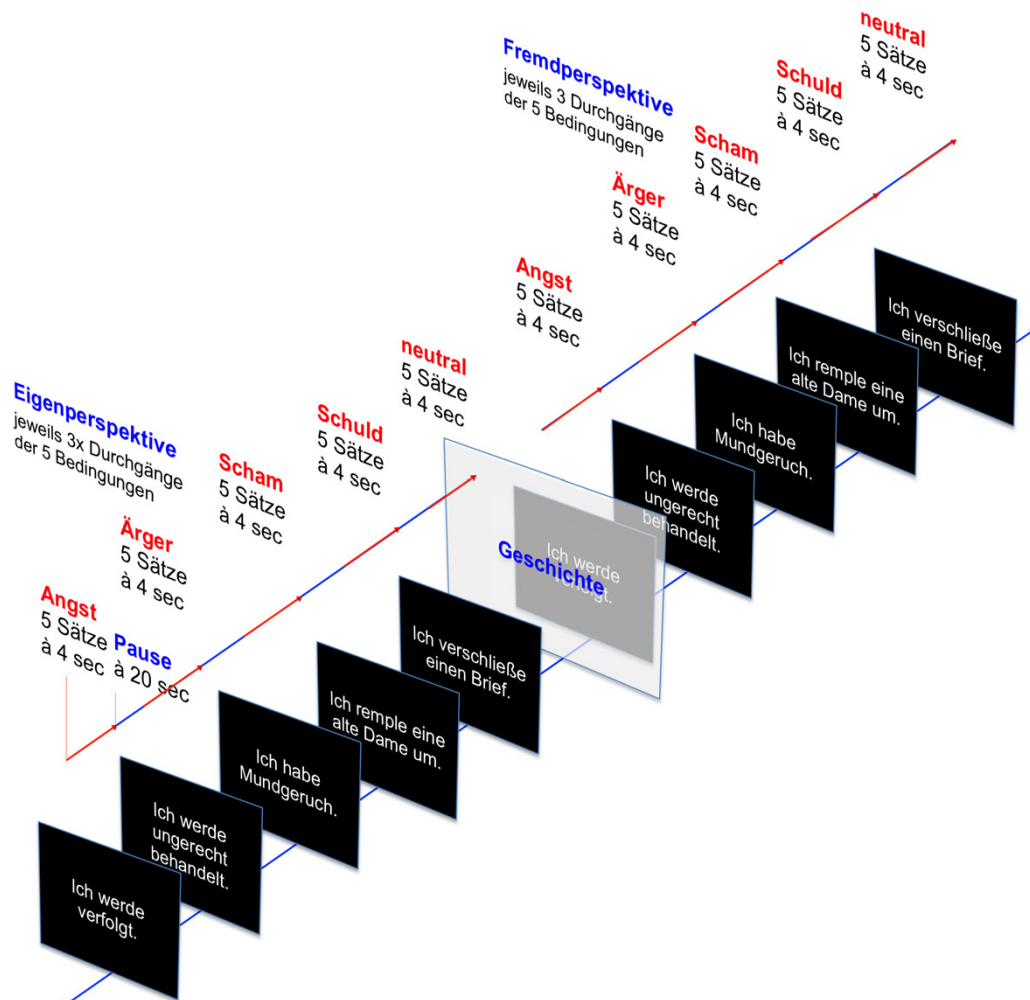 Eigenperspektive
jeweils 3x Durchgänge
der 5 Bedingungen
Angst
5 Sätze
à 4 sec
Pause
à 20 sec
Ärger
5 Sätze
à 4 sec
Scham
5 Sätze
à 4 sec
Schuld
5 Sätze
à 4 sec
neutral
5 Sätze
à 4 sec
Fremdperspektive
jeweils 3 Durchgänge
der 5 Bedingungen
Angst
5 Sätze
à 4 sec
Ärger
5 Sätze
à 4 sec
Scham
5 Sätze
à 4 sec
Schuld
5 Sätze
à 4 sec
neutral
5 Sätze
à 4 sec
Ich werde
verfolgt.
Ich werde
ungerecht
behandelt.
Ich habe
Mundgeruch.
Ich remple eine
alte Dame um.
Ich verschließe
einen Brief.
Geschichte
Ich werde
verfolgt.
Ich werde
ungerecht
behandelt.
Ich habe
Mundgeruch.
Ich remple eine
alte Dame um.
Ich verschließe
einen Brief.